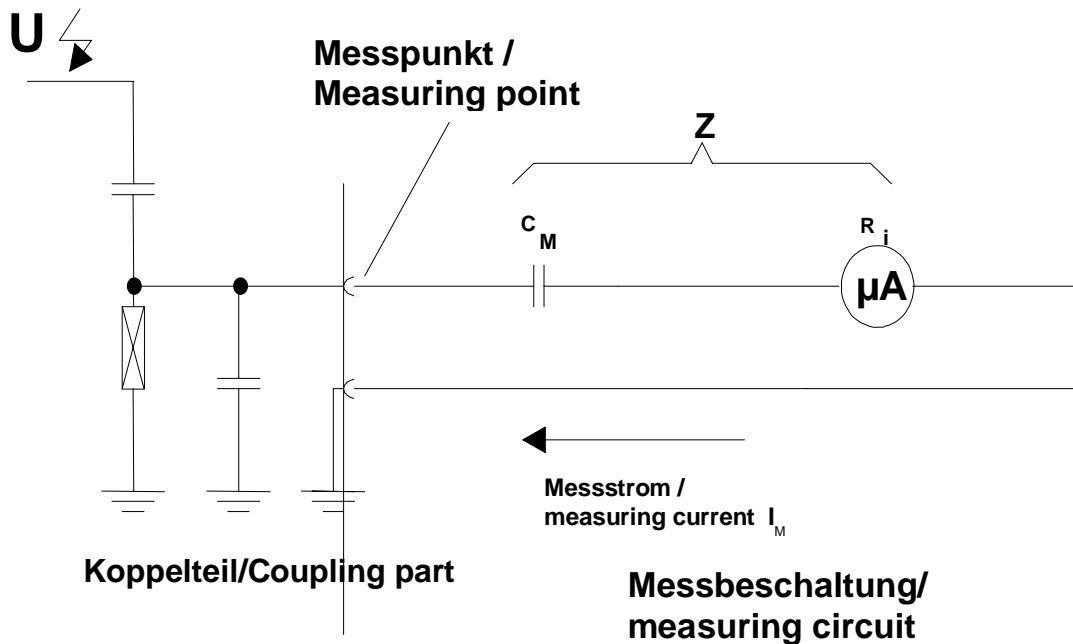 U
Messpunkt /
Measuring point
Z
C M
R i
µA
Messstrom /
measuring current I M
Koppelteil/Coupling part
Messbeschaltung/
measuring circuit